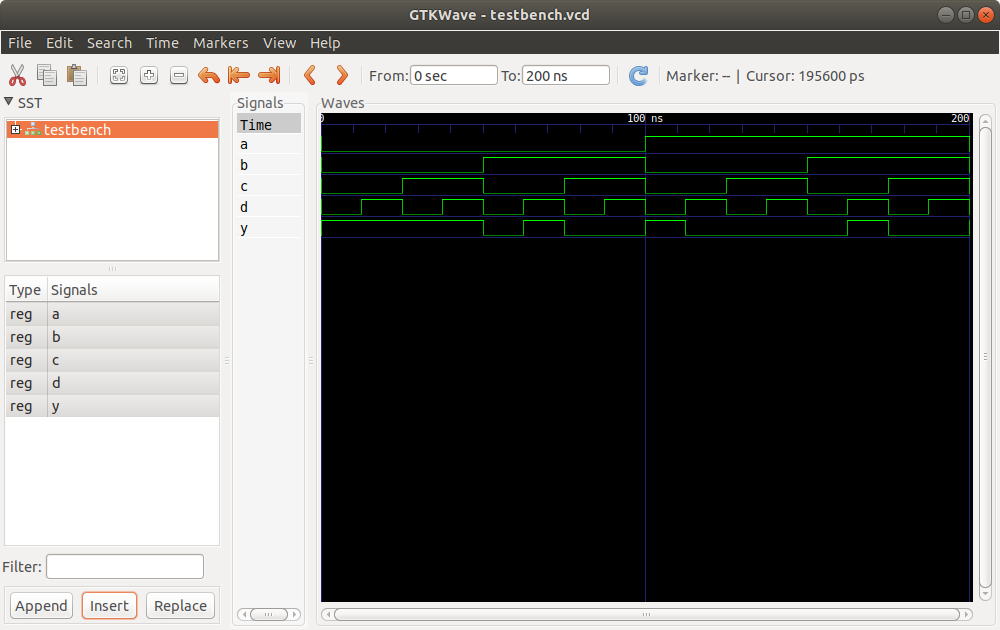 GTKWave - testbench.vcd
File Edit Search Time Markers View Help
From: 0 sec To: 200 ns Marker: -- | Cursor: 195600 ps
SST
testbench
Type Signals
reg a
reg b
reg c
reg d
reg y
Filter:
Append Insert Replace
Signals
Time
a
b
c
d
y
Waves
0 100 ns 200